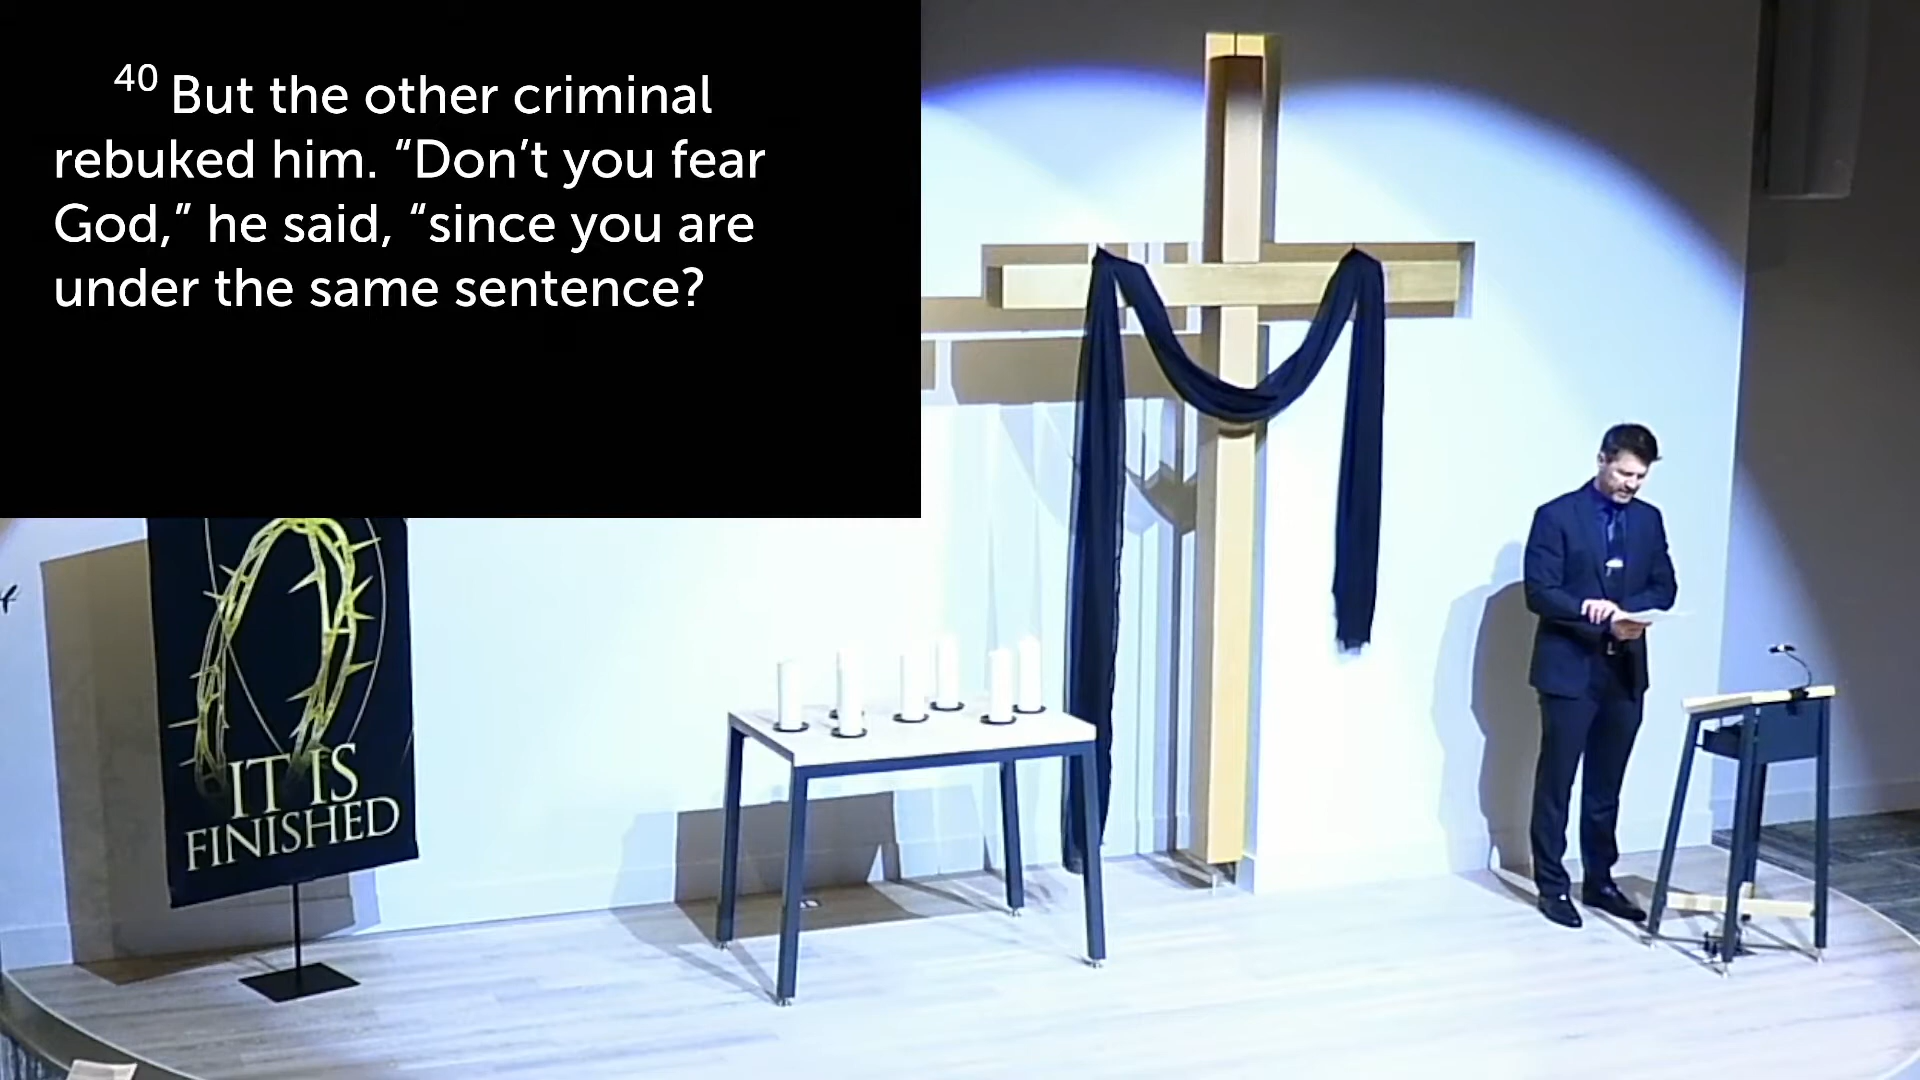 40 But the other criminal
rebuked him. “Don’t you fear
God,” he said, “since you are
under the same sentence?
IT IS
FINISHED